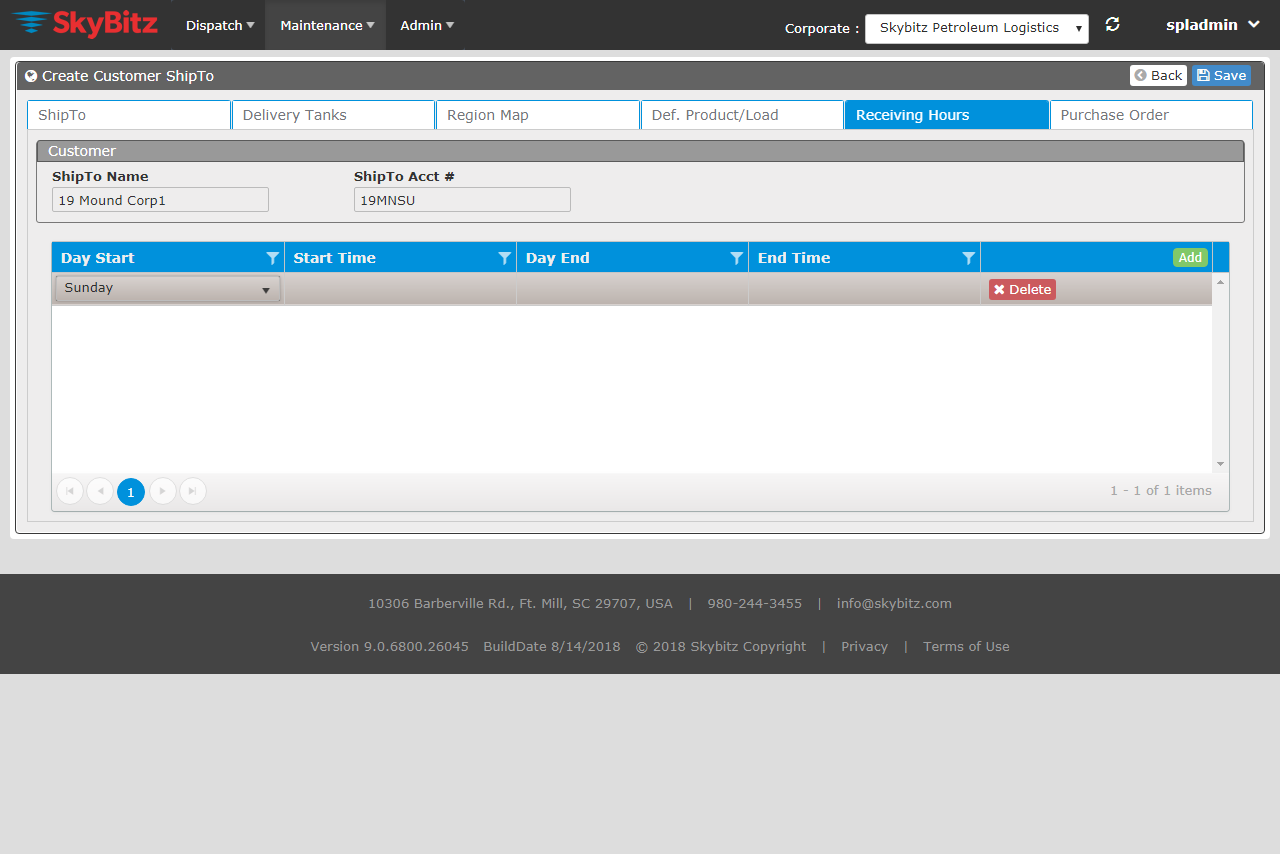 SkyBitz Dispatch Maintenance Admin Corporate : Skybitz Petroleum Logistics spladmin
Create Customer ShipTo Back Save
ShipTo Delivery Tanks Region Map Def. Product/Load Receiving Hours Purchase Order
Customer
ShipTo Name ShipTo Acct #
19 Mound Corp1 19MNSU
Day Start Start Time Day End End Time Add
Sunday Delete
1 1 - 1 of 1 items
10306 Barberville Rd., Ft. Mill, SC 29707, USA | 980-244-3455 | info@skybitz.com
Version 9.0.6800.26045 BuildDate 8/14/2018 © 2018 Skybitz Copyright | Privacy | Terms of Use